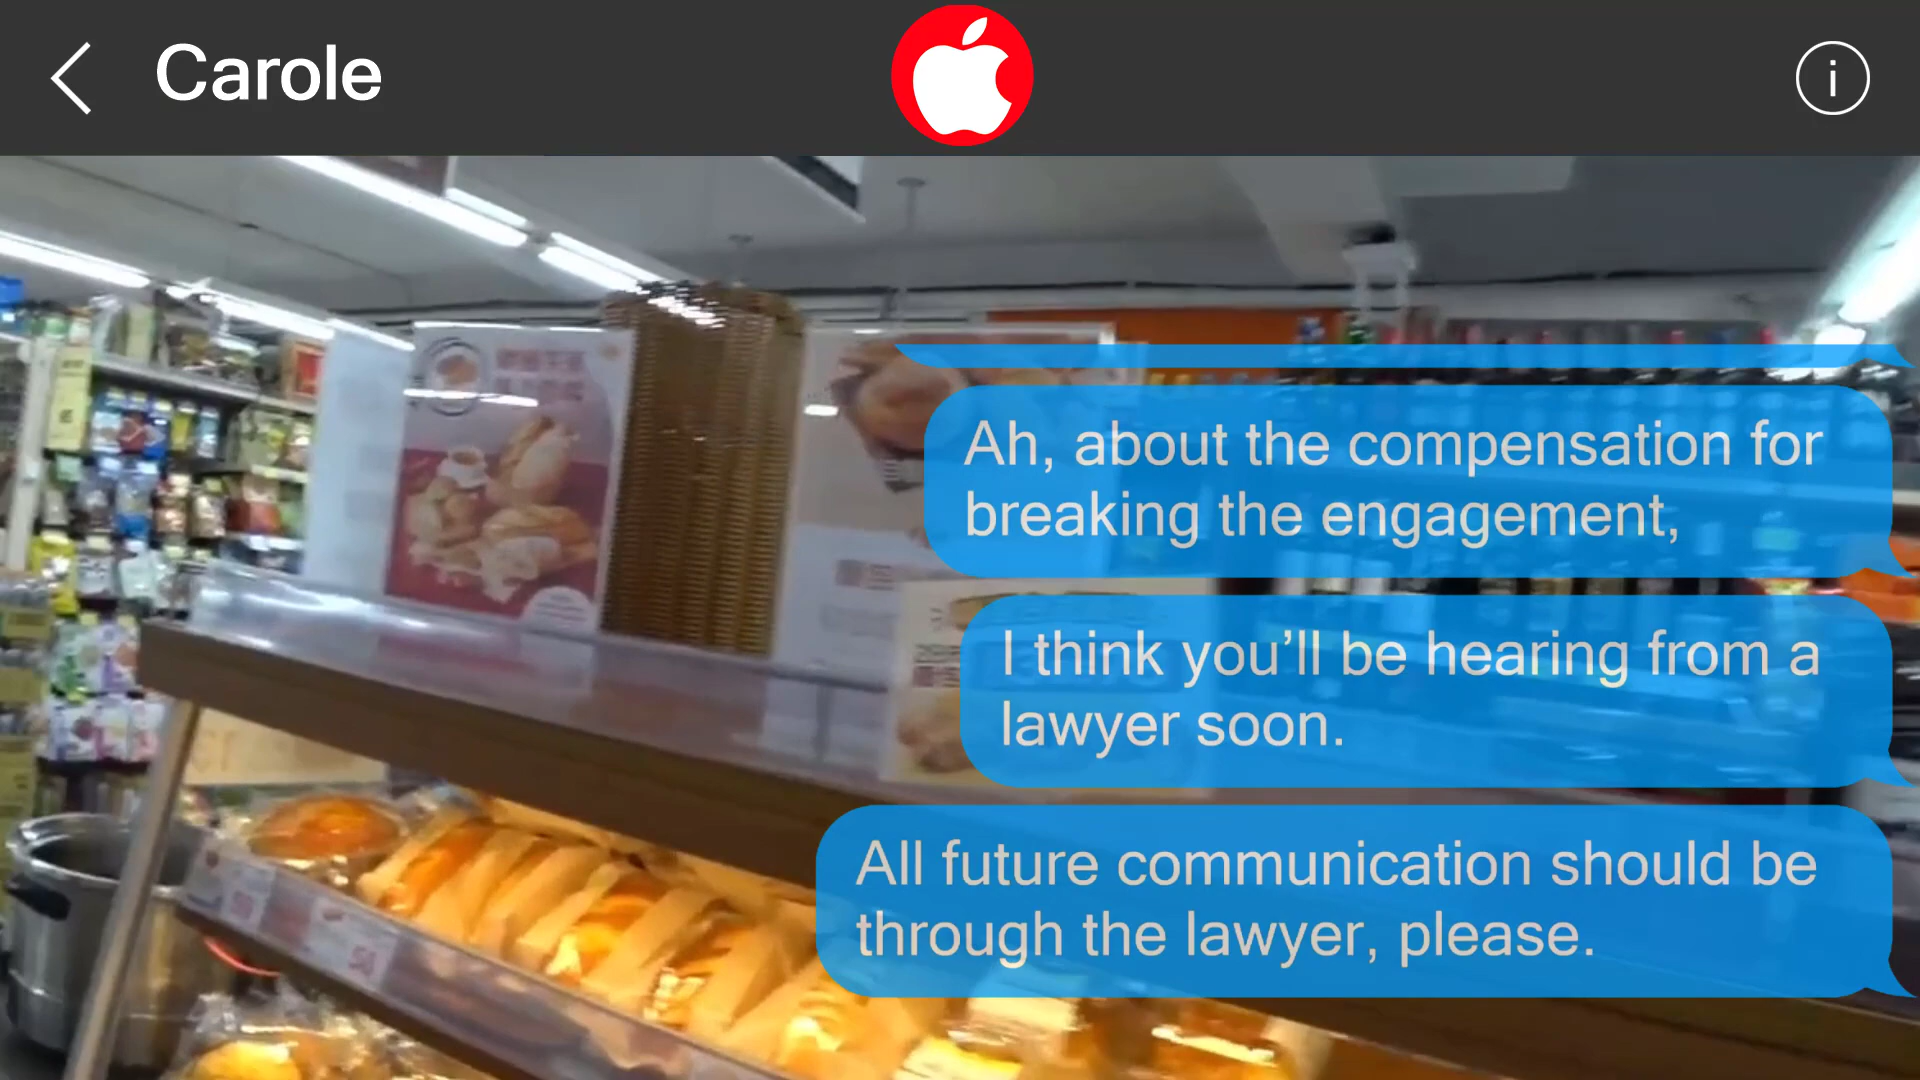 Carole
i
Ah, about the compensation for
breaking the engagement,
I think you’ll be hearing from a
lawyer soon.
All future communication should be
through the lawyer, please.